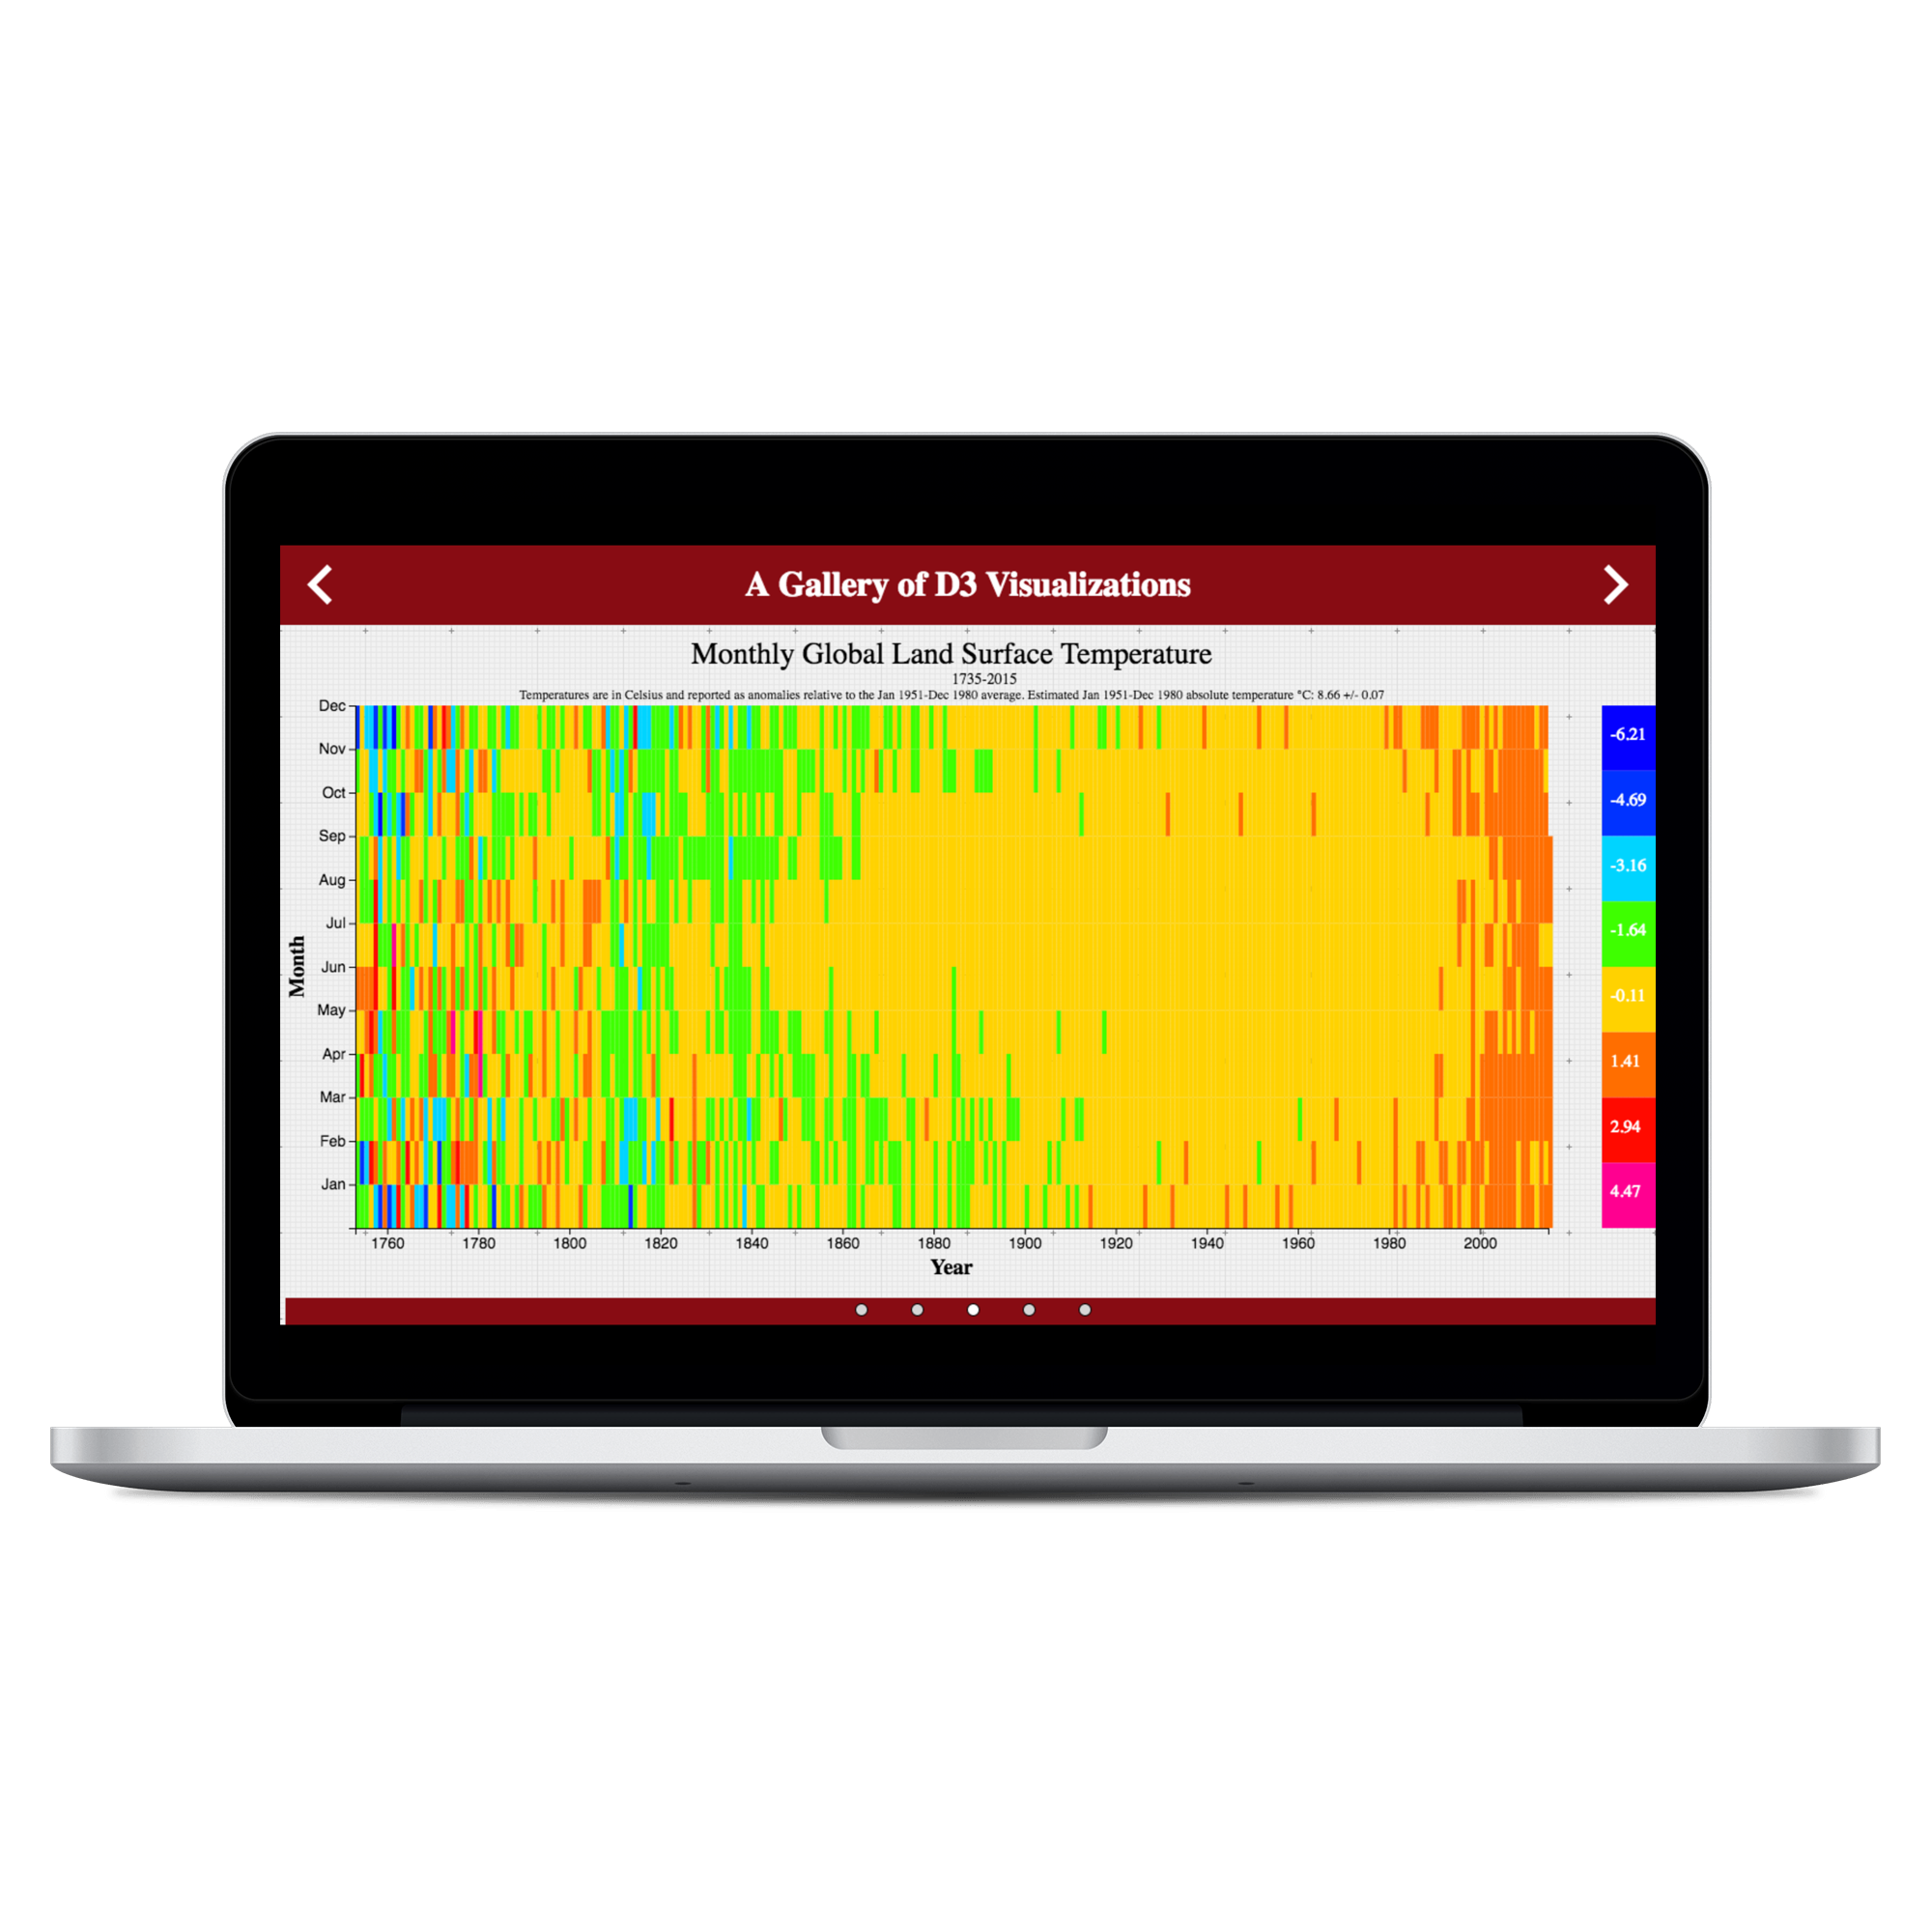 A Gallery of D3 Visualizations
Monthly Global Land Surface Temperature
1735-2015
Temperatures are in Celsius and reported as anomalies relative to the Jan 1951-Dec 1980 average. Estimated Jan 1951-Dec 1980 absolute temperature °C: 8.66 +/- 0.07
Dec
Nov
Oct
Sep
Aug
Jul
Jun
May
Apr
Mar
Feb
Jan
Month
1760 1780 1800 1820 1840 1860 1880 1900 1920 1940 1960 1980 2000
Year
-6.21
-4.69
-3.16
-1.64
-0.11
1.41
2.94
4.47